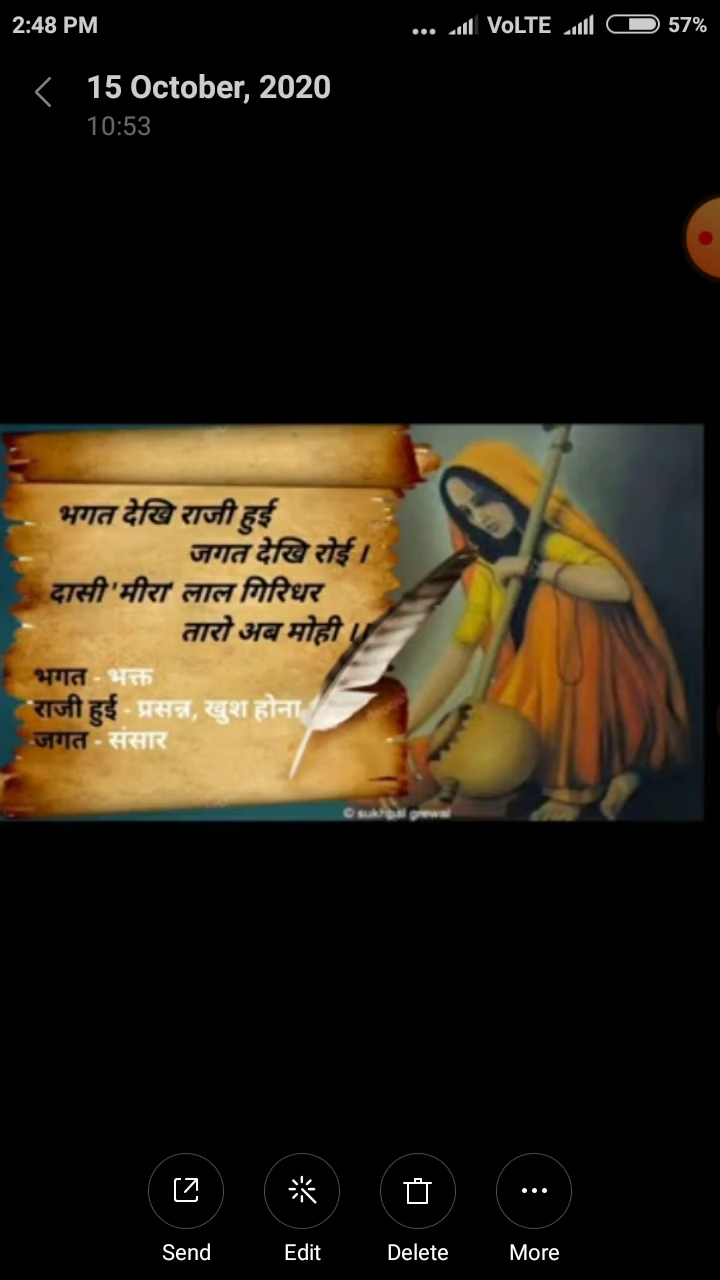 2:48 PM ... VoLTE 57%
15 October, 2020
10:53
भगत देखि राजी हुई
जगत देखि रोई ।
दासी 'मीरा' लाल गिरिधर
तारो अब मोही ।।
भगत - भक्त
राजी हुई - प्रसन्न, खुश होना
जगत - संसार
© sukhpal grewal
Send Edit Delete More